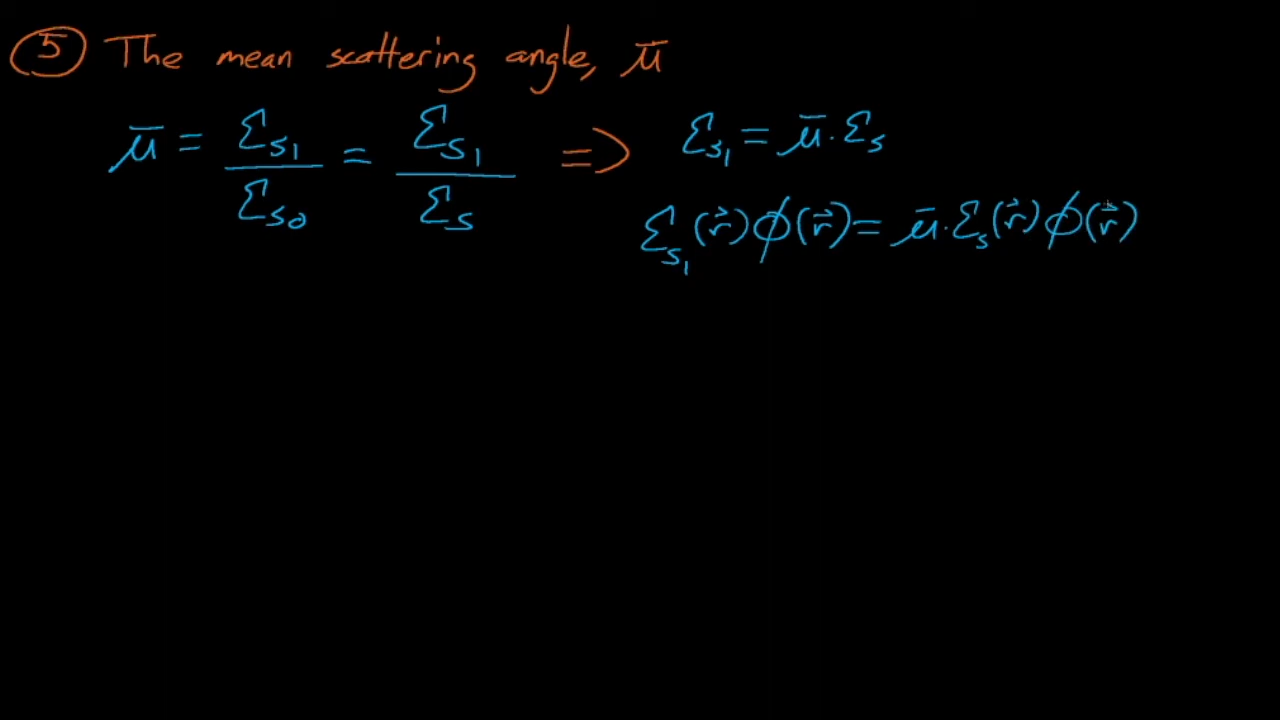 ⑤ The mean scattering angle, μ̄
μ̄ = Σs₁ / Σs₀ = Σs₁ / Σs ⇒ Σs₁ = μ̄ · Σs
Σs₁(r⃗)ϕ(r⃗) = μ̄ · Σs(r⃗)ϕ(r⃗)